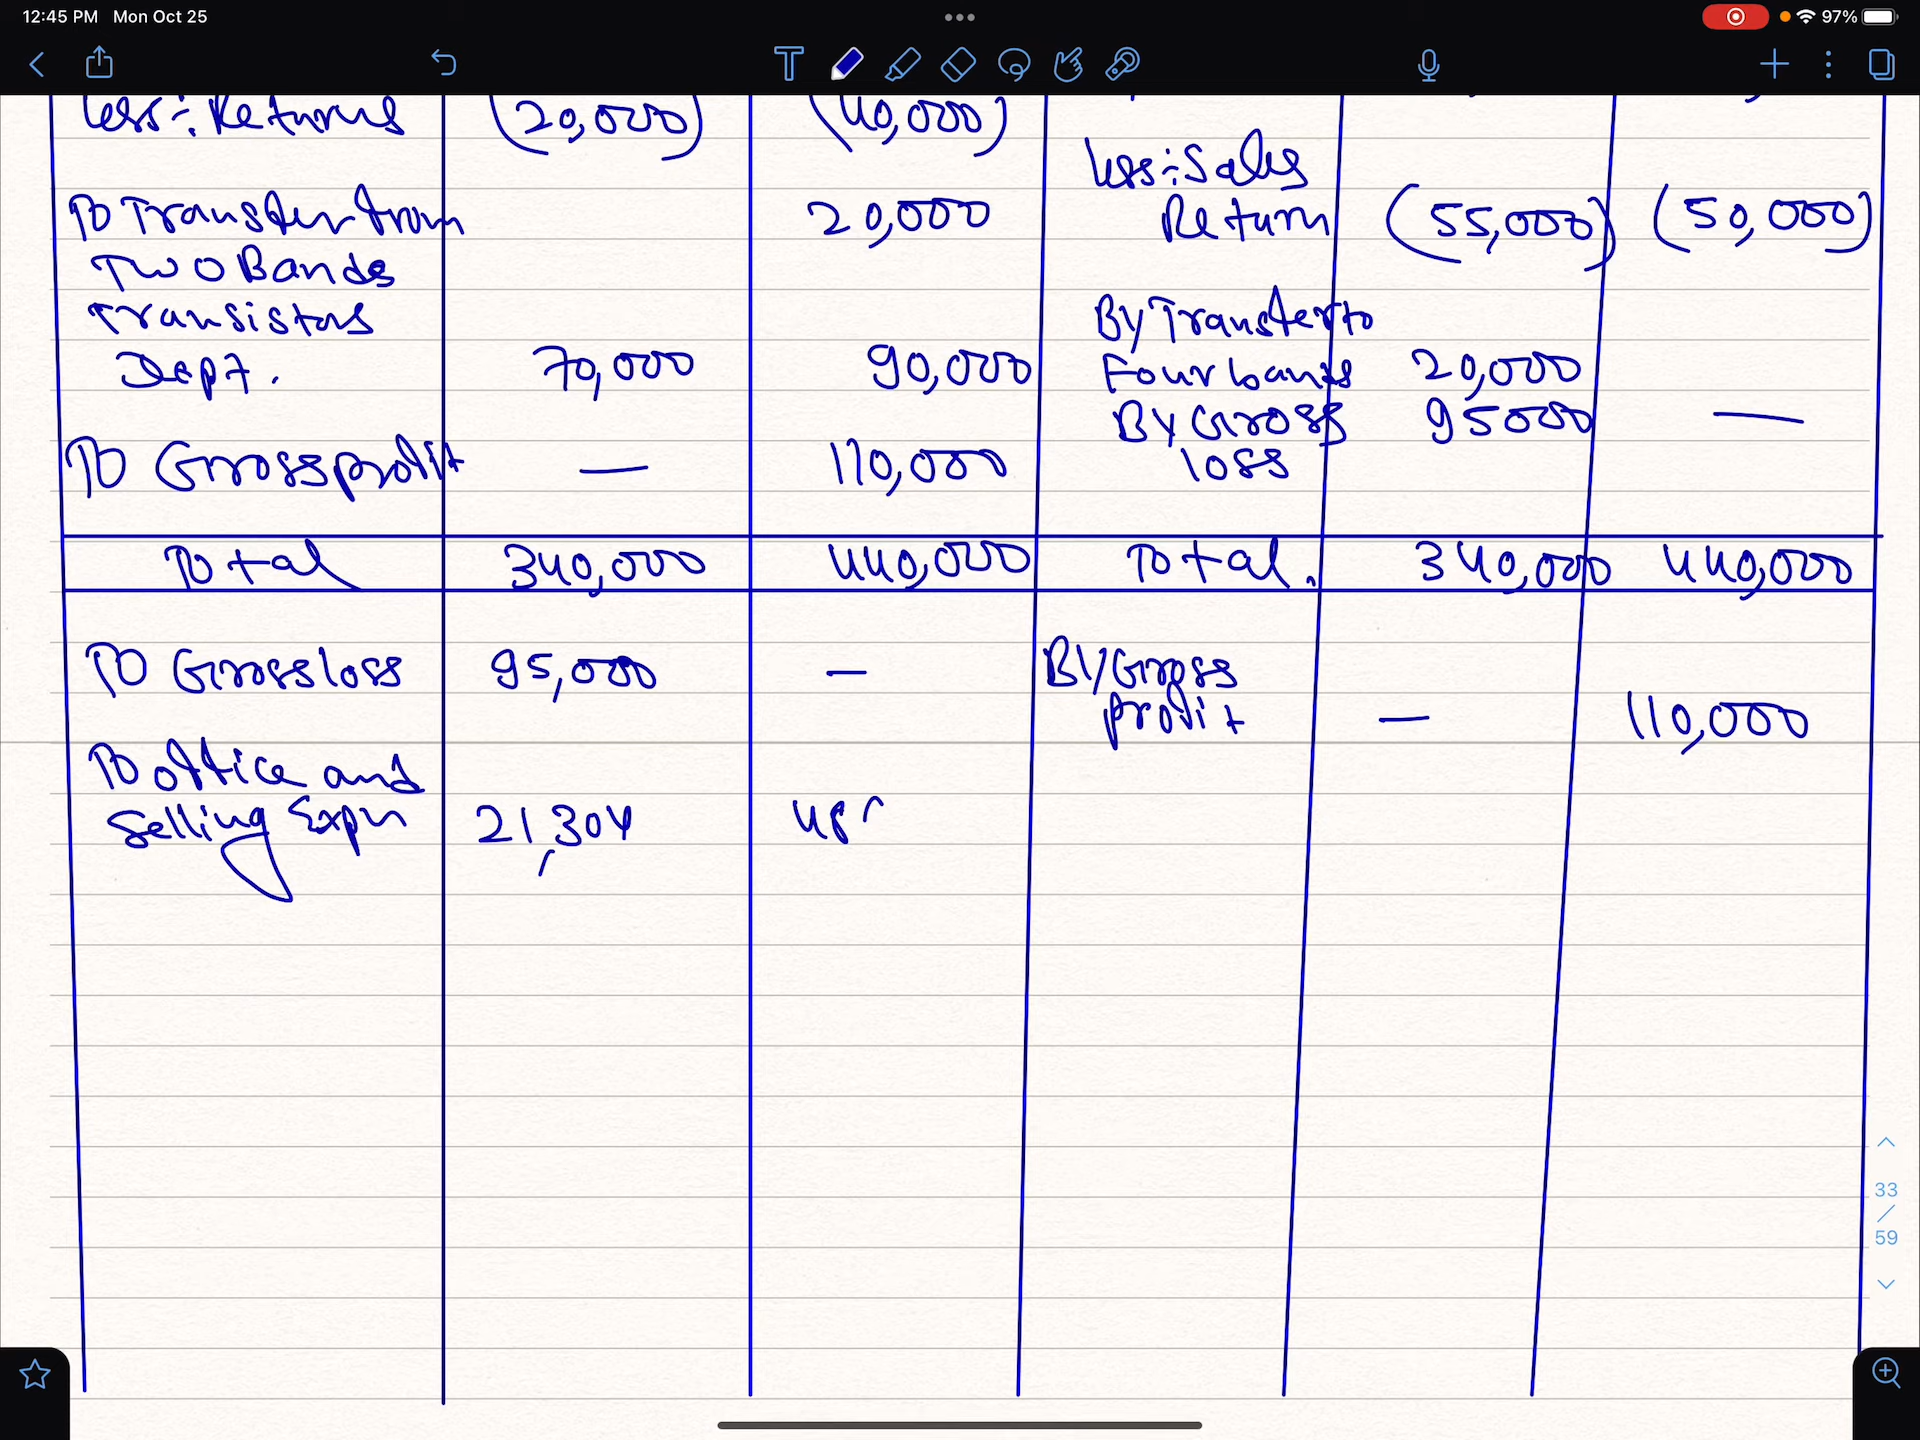 12:45 PM Mon Oct 25
97%
Less:- Returns (20,000) (40,000)
Less:- Sales
To Transfer from 20,000 Return (55,000) (50,000)
Two Bands
Transistors By Transfer to
Dept. 70,000 90,000 Four bands 20,000
By Gross 95000 —
To Gross profit — 110,000 loss
Total 340,000 440,000 Total. 340,000 440,000
To Gross loss 95,000 — By Gross
profit — 110,000
To office and
Selling Expn 21,304
33
/
59